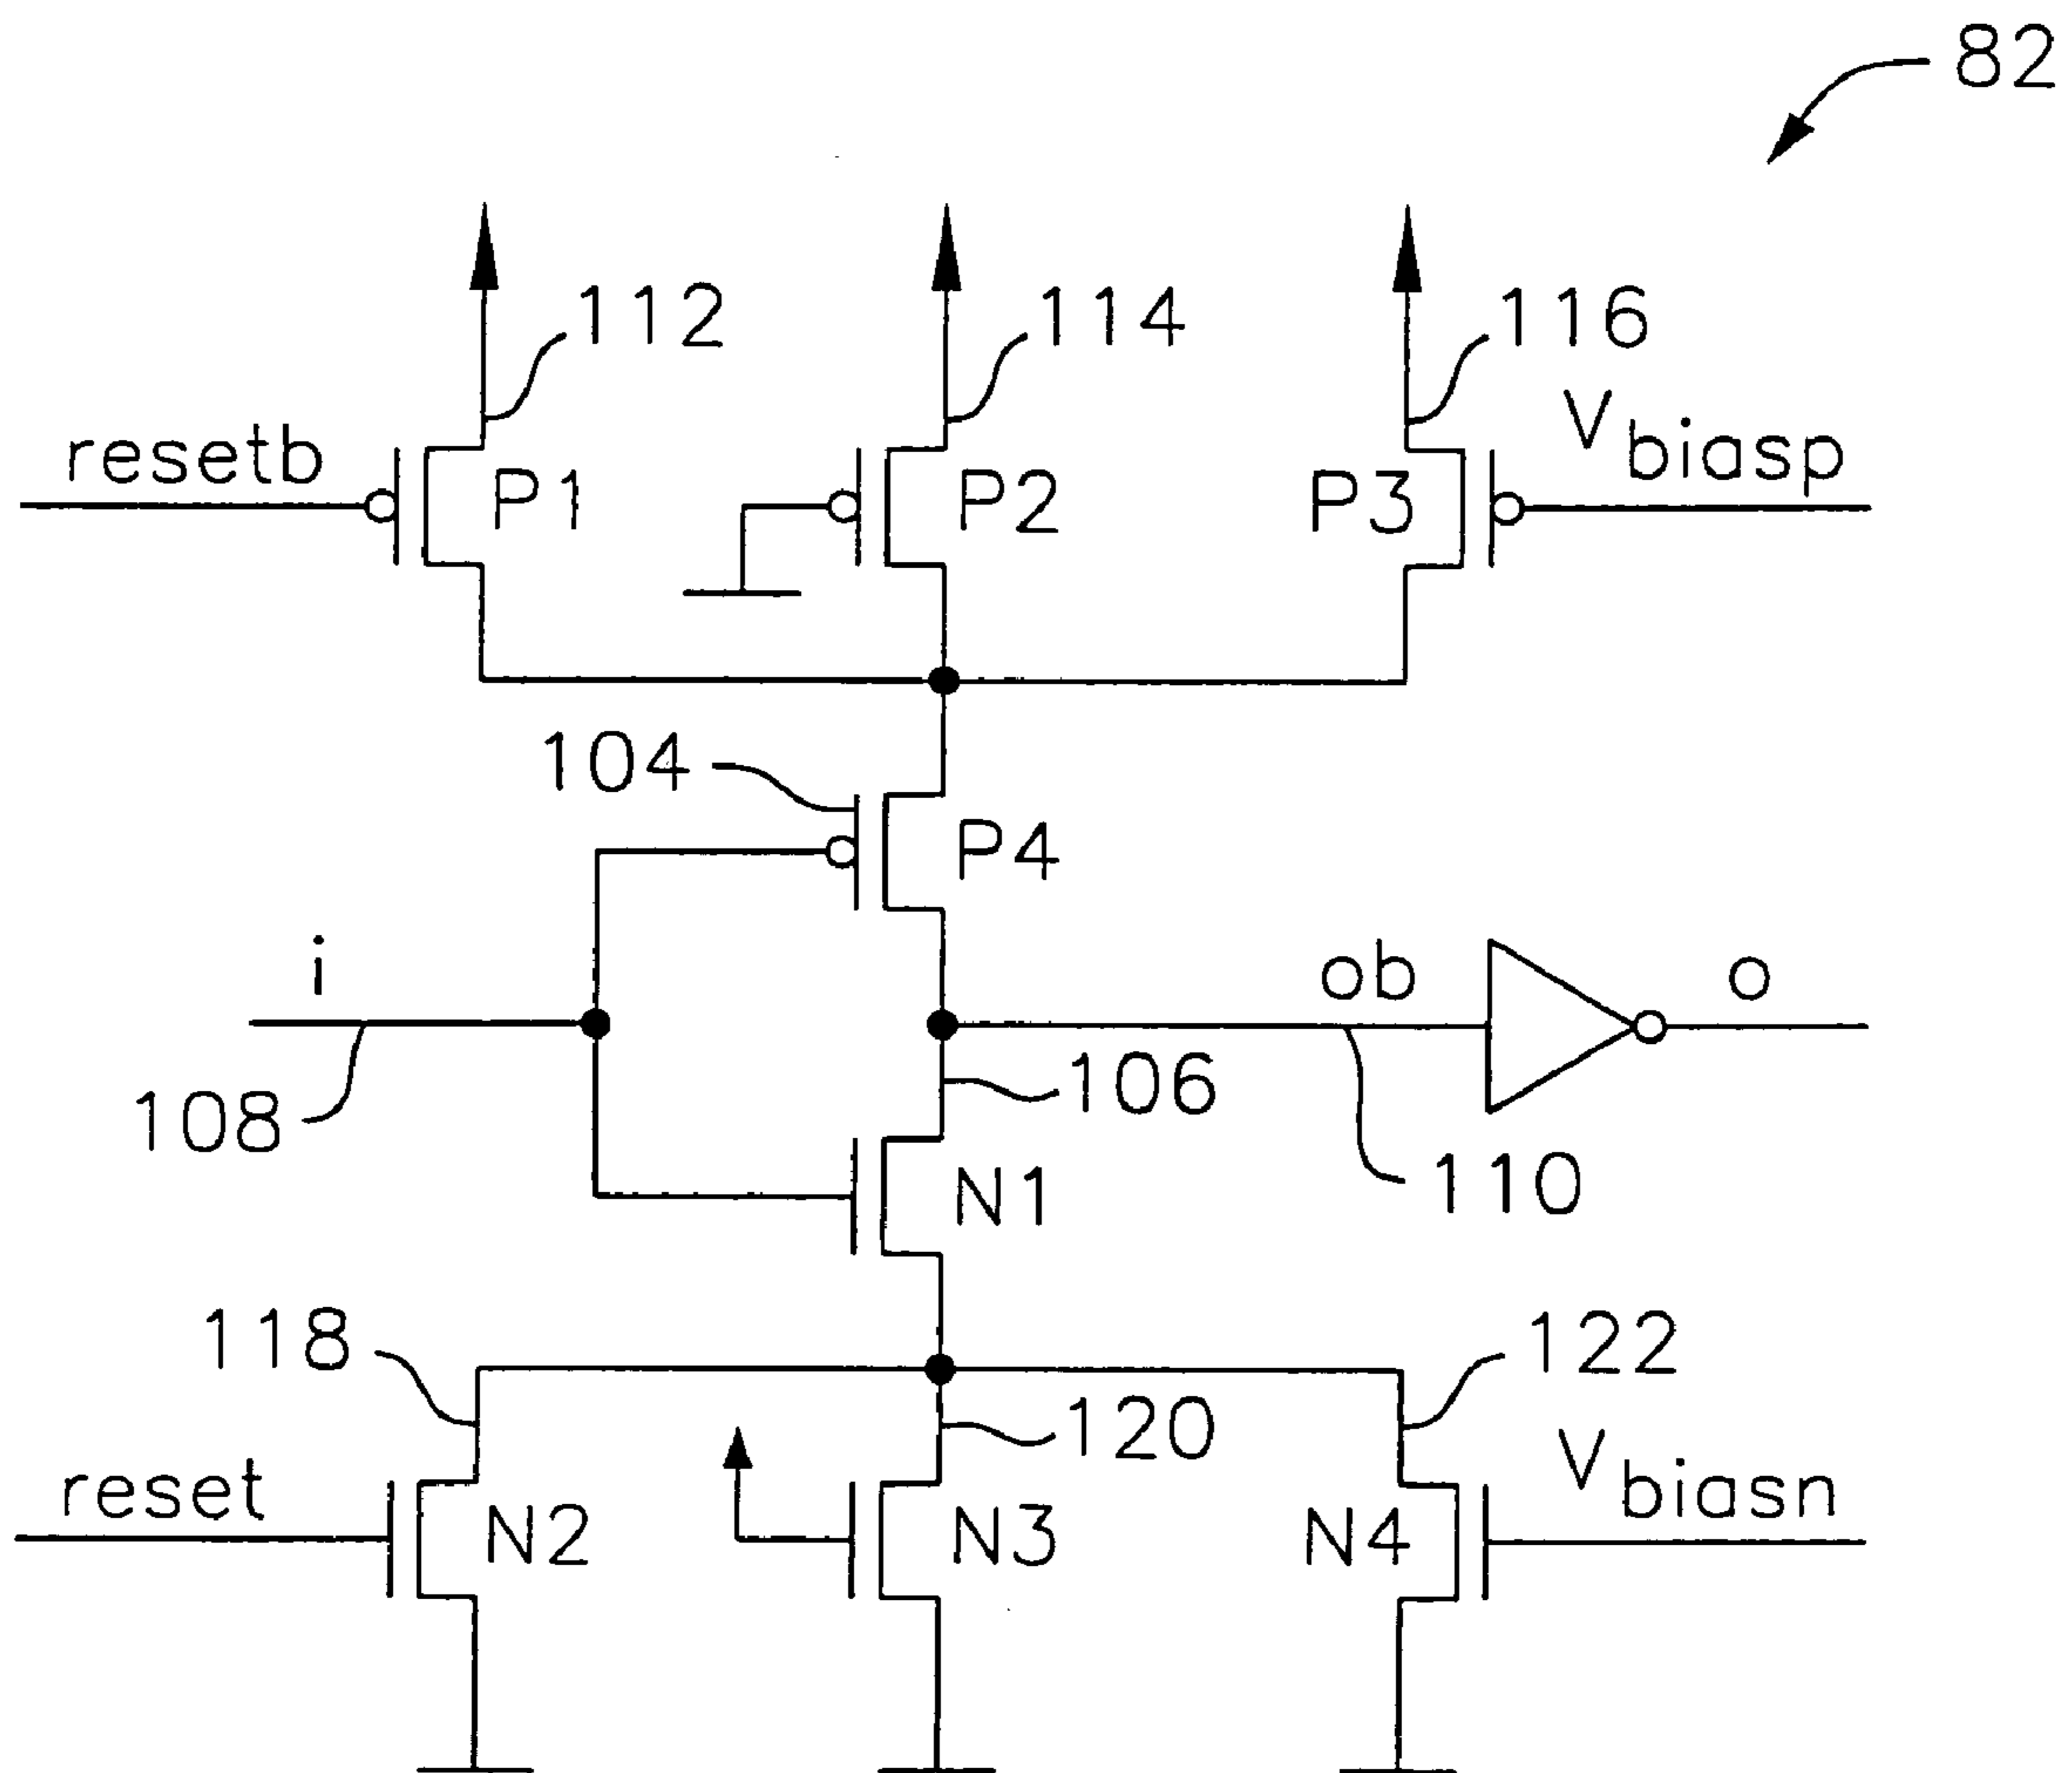 82
112
114
116
resetb
P1
P2
P3
Vbiasp
104
P4
i
ob
o
108
106
110
N1
118
122
120
reset
N2
N3
N4
Vbiasn